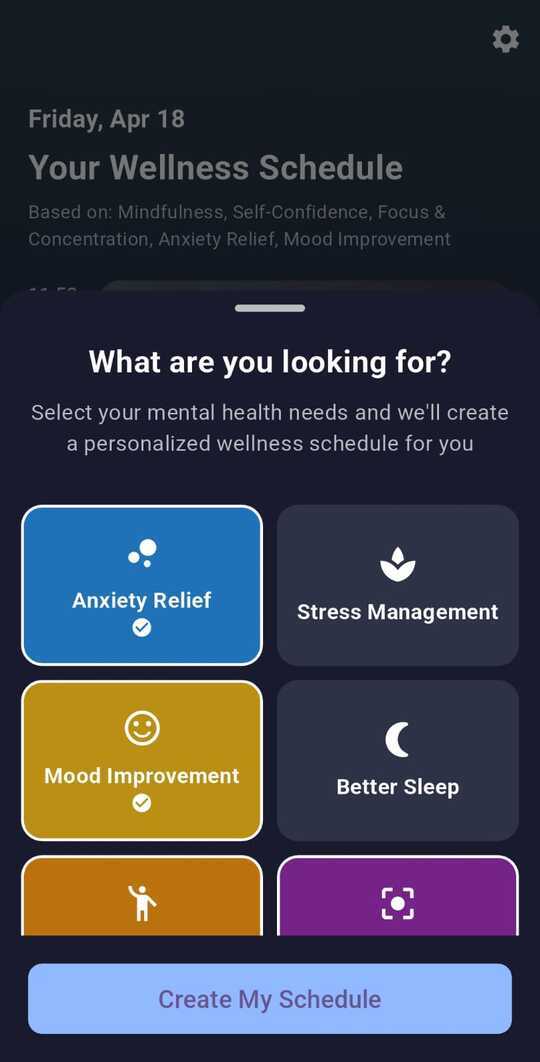 Friday, Apr 18
Your Wellness Schedule
Based on: Mindfulness, Self-Confidence, Focus &
Concentration, Anxiety Relief, Mood Improvement
What are you looking for?
Select your mental health needs and we'll create
a personalized wellness schedule for you
Anxiety Relief
Stress Management
Mood Improvement
Better Sleep
Create My Schedule